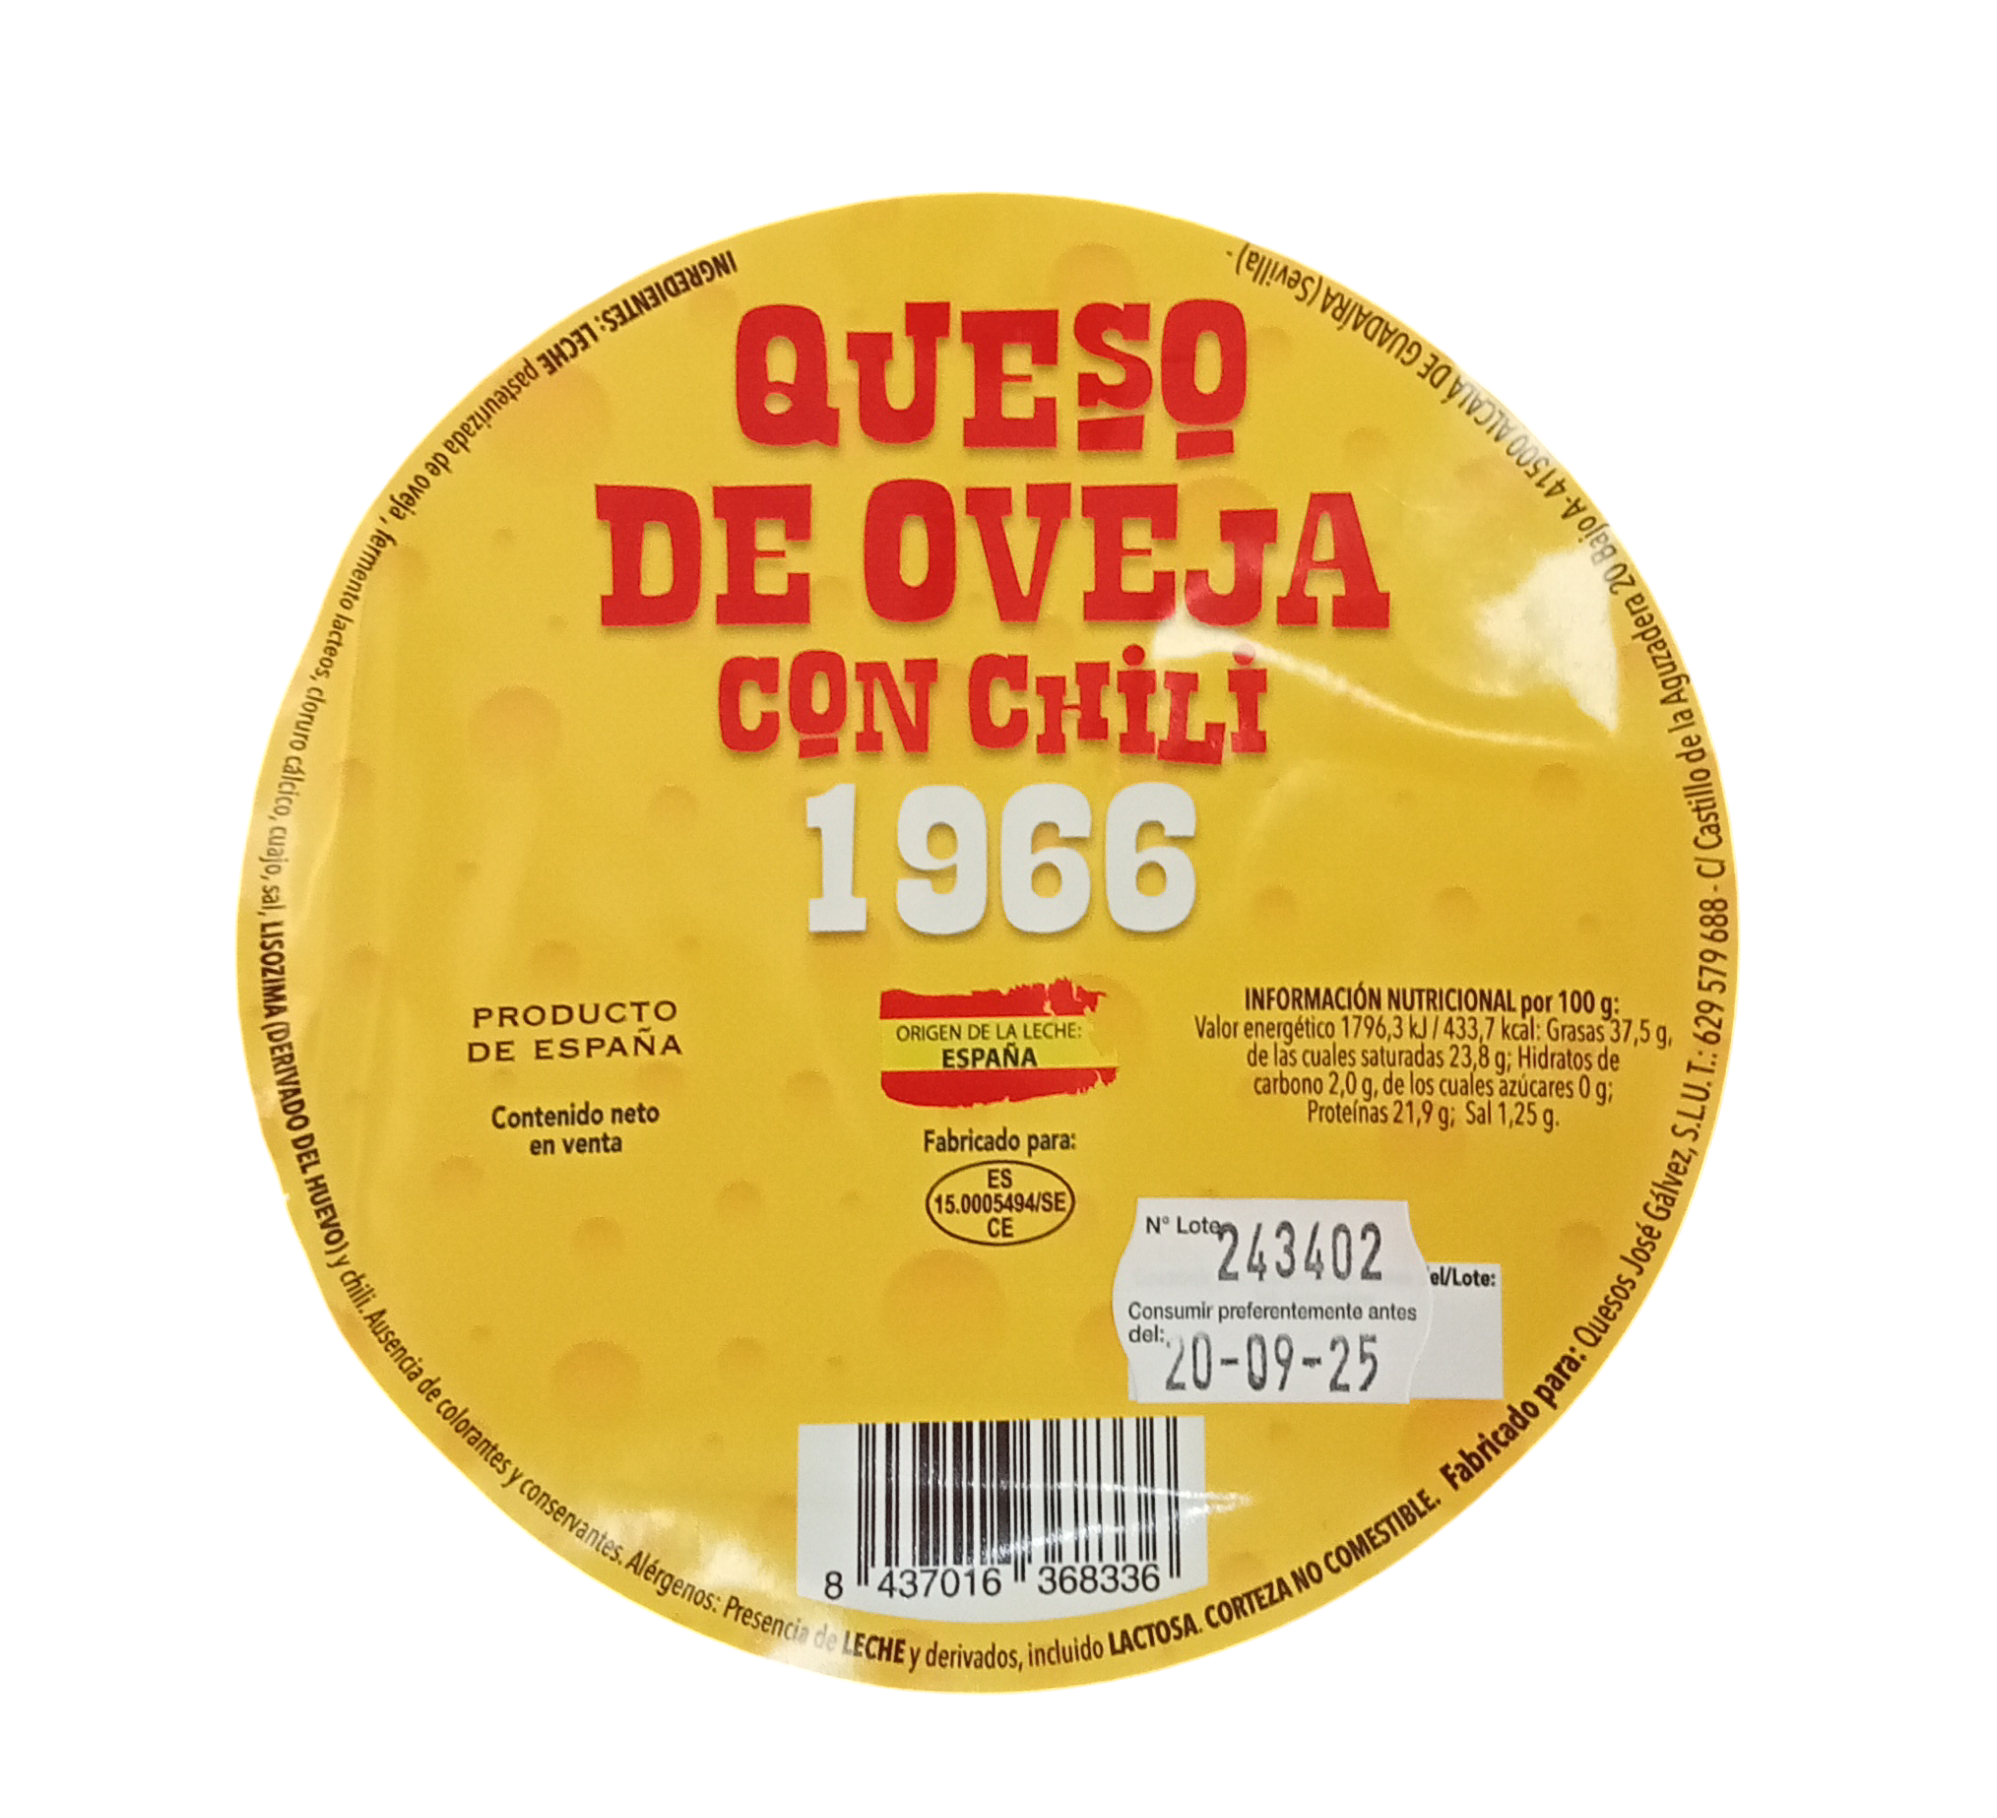 QUESO
DE OVEJA
CON CHILI
1966
PRODUCTO
DE ESPAÑA
Contenido neto
en venta
ORIGEN DE LA LECHE:
ESPAÑA
Fabricado para:
ES
15.0005494/SE
CE
INFORMACIÓN NUTRICIONAL por 100 g:
Valor energético 1796,3 kJ / 433,7 kcal: Grasas 37,5 g,
de las cuales saturadas 23,8 g; Hidratos de
carbono 2,0 g, de los cuales azúcares 0 g;
Proteínas 21,9 g; Sal 1,25 g.
Nº Lote 243402
el/Lote:
Consumir preferentemente antes
del: 20-09-25
8 437016 368336
INGREDIENTES: LECHE pasteurizada de oveja, fermento lacteos, cloruro cálcico, cuajo, sal, LISOZIMA (DERIVADO DEL HUEVO) y chili. Ausencia de colorantes y conservantes. Alérgenos: Presencia de LECHE y derivados, incluido LACTOSA. CORTEZA NO COMESTIBLE. Fabricado para: Quesos José Gálvez, S.L.U. T.: 629 579 688 - C/ Castillo de la Aguzadera 20 Bajo A- 41500 ALCALÁ DE GUADAÍRA (Sevilla) -